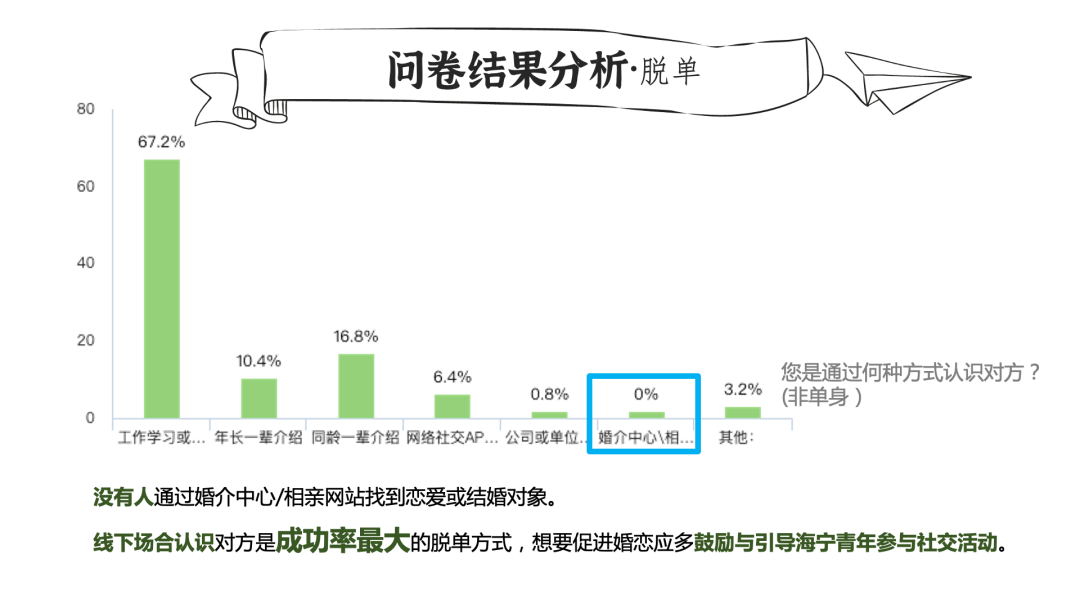 问卷结果分析·脱单
80
60
40
20
0
67.2%
10.4%
16.8%
6.4%
0.8%
0%
3.2%
工作学习或...
年长一辈介绍
同龄一辈介绍
网络社交AP...
公司或单位...
婚介中心\相...
其他:
您是通过何种方式认识对方？
(非单身）
没有人通过婚介中心/相亲网站找到恋爱或结婚对象。
线下场合认识对方是成功率最大的脱单方式，想要促进婚恋应多鼓励与引导海宁青年参与社交活动。